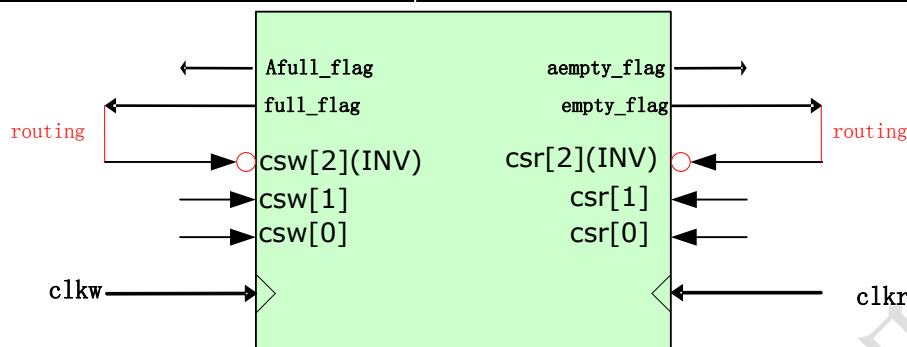 Afull_flag aempty_flag
full_flag empty_flag
routing routing
csw[2](INV) csr[2](INV)
csw[1] csr[1]
csw[0] csr[0]
clkw clkr